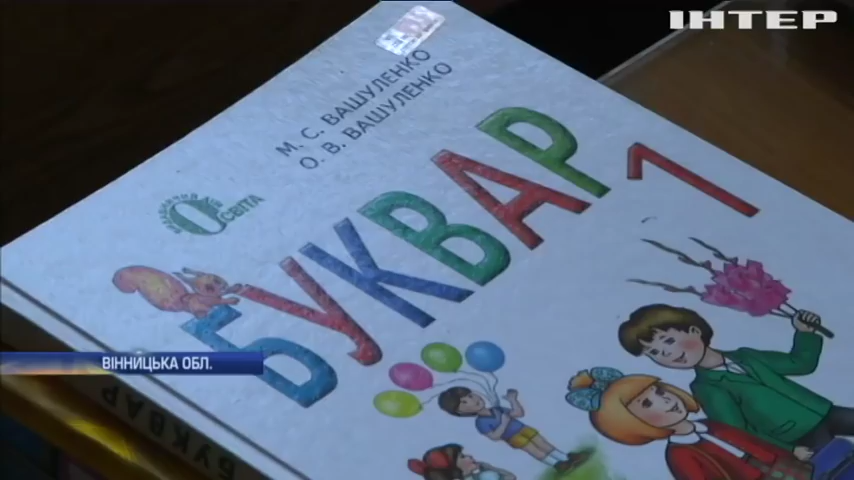 ІНТЕР
М. С. ВАШУЛЕНКО
О. В. ВАШУЛЕНКО
ОСВІТА
БУКВАР 1
ВІННИЦЬКА ОБЛ.
БУКВАР